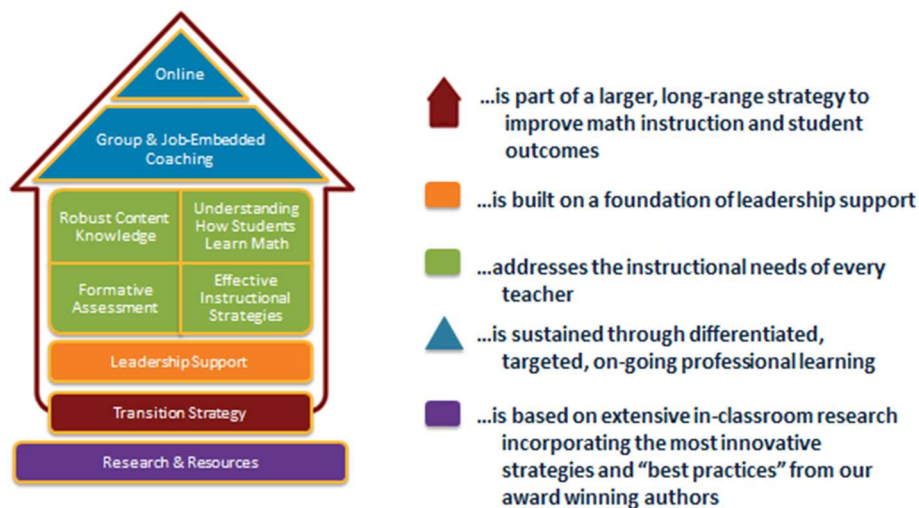 Online
Group & Job-Embedded
Coaching
Robust Content
Knowledge
Understanding
How Students
Learn Math
Formative
Assessment
Effective
Instructional
Strategies
Leadership Support
Transition Strategy
Research & Resources
...is part of a larger, long-range strategy to
improve math instruction and student
outcomes
...is built on a foundation of leadership support
...addresses the instructional needs of every
teacher
...is sustained through differentiated,
targeted, on-going professional learning
...is based on extensive in-classroom research
incorporating the most innovative
strategies and “best practices” from our
award winning authors